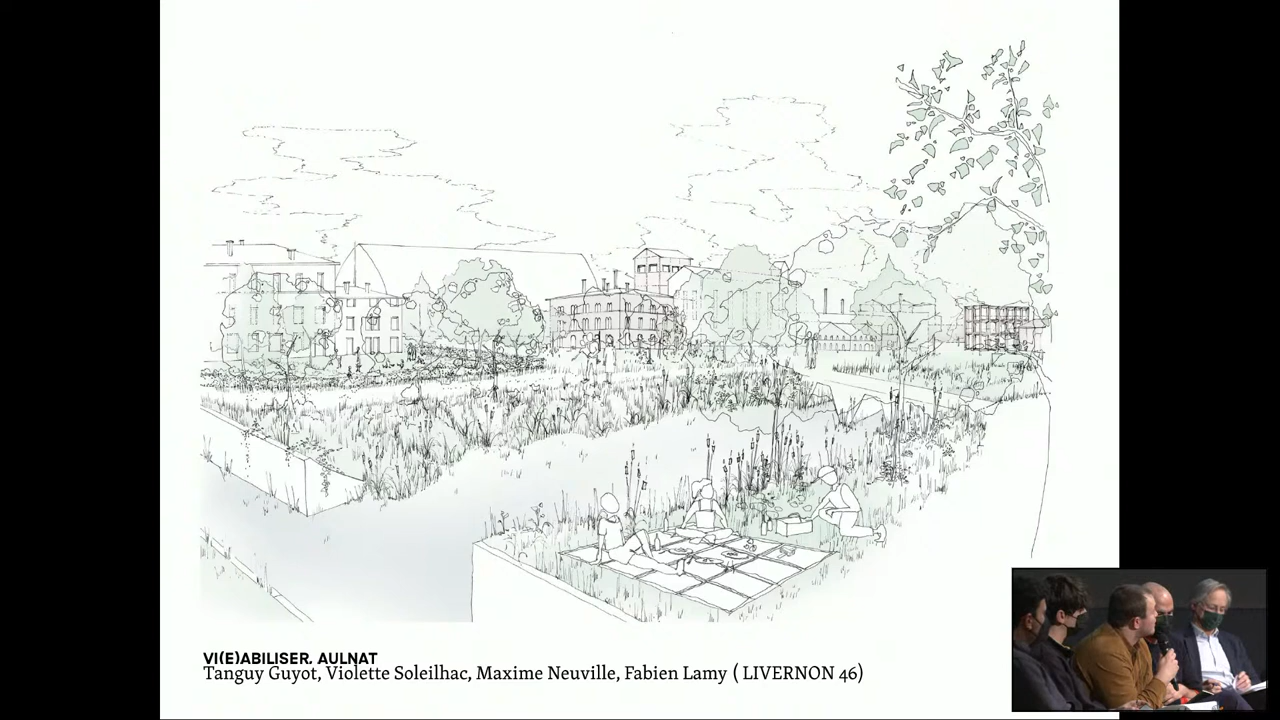 VI(E)ABILISER. AULNAT
Tanguy Guyot, Violette Soleilhac, Maxime Neuville, Fabien Lamy ( LIVERNON 46)